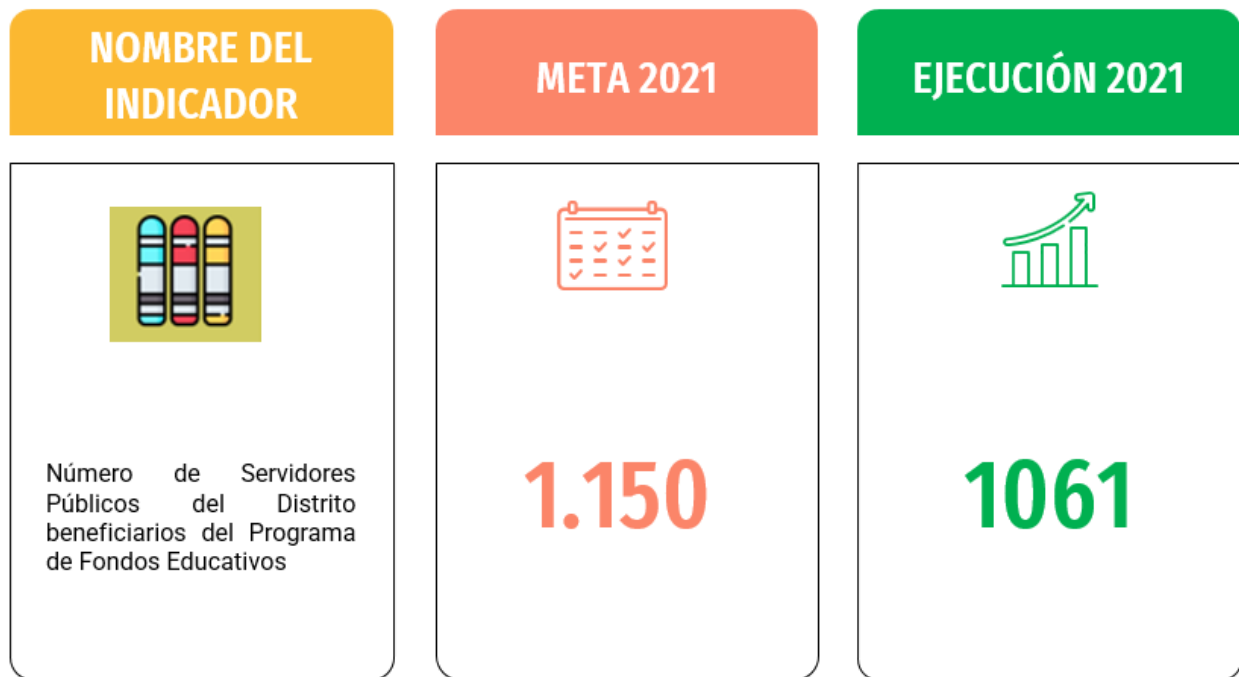 NOMBRE DEL
INDICADOR
META 2021
EJECUCIÓN 2021
Número de Servidores
Públicos del Distrito
beneficiarios del Programa
de Fondos Educativos
1.150
1061